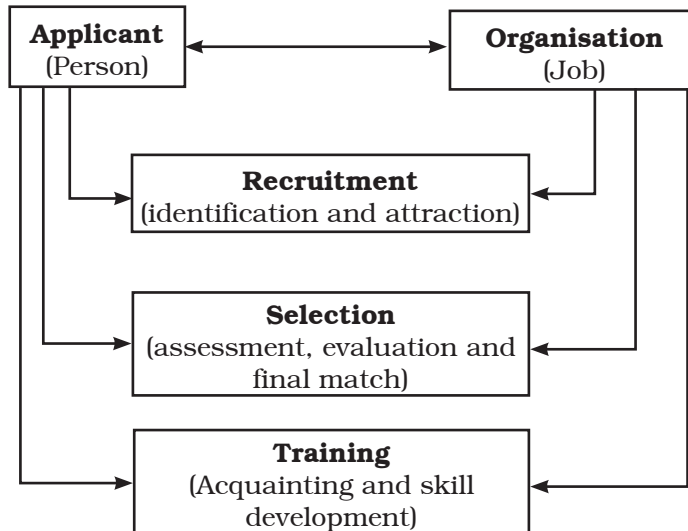 Applicant
(Person)
Organisation
(Job)
Recruitment
(identification and attraction)
Selection
(assessment, evaluation and
final match)
Training
(Acquainting and skill
development)